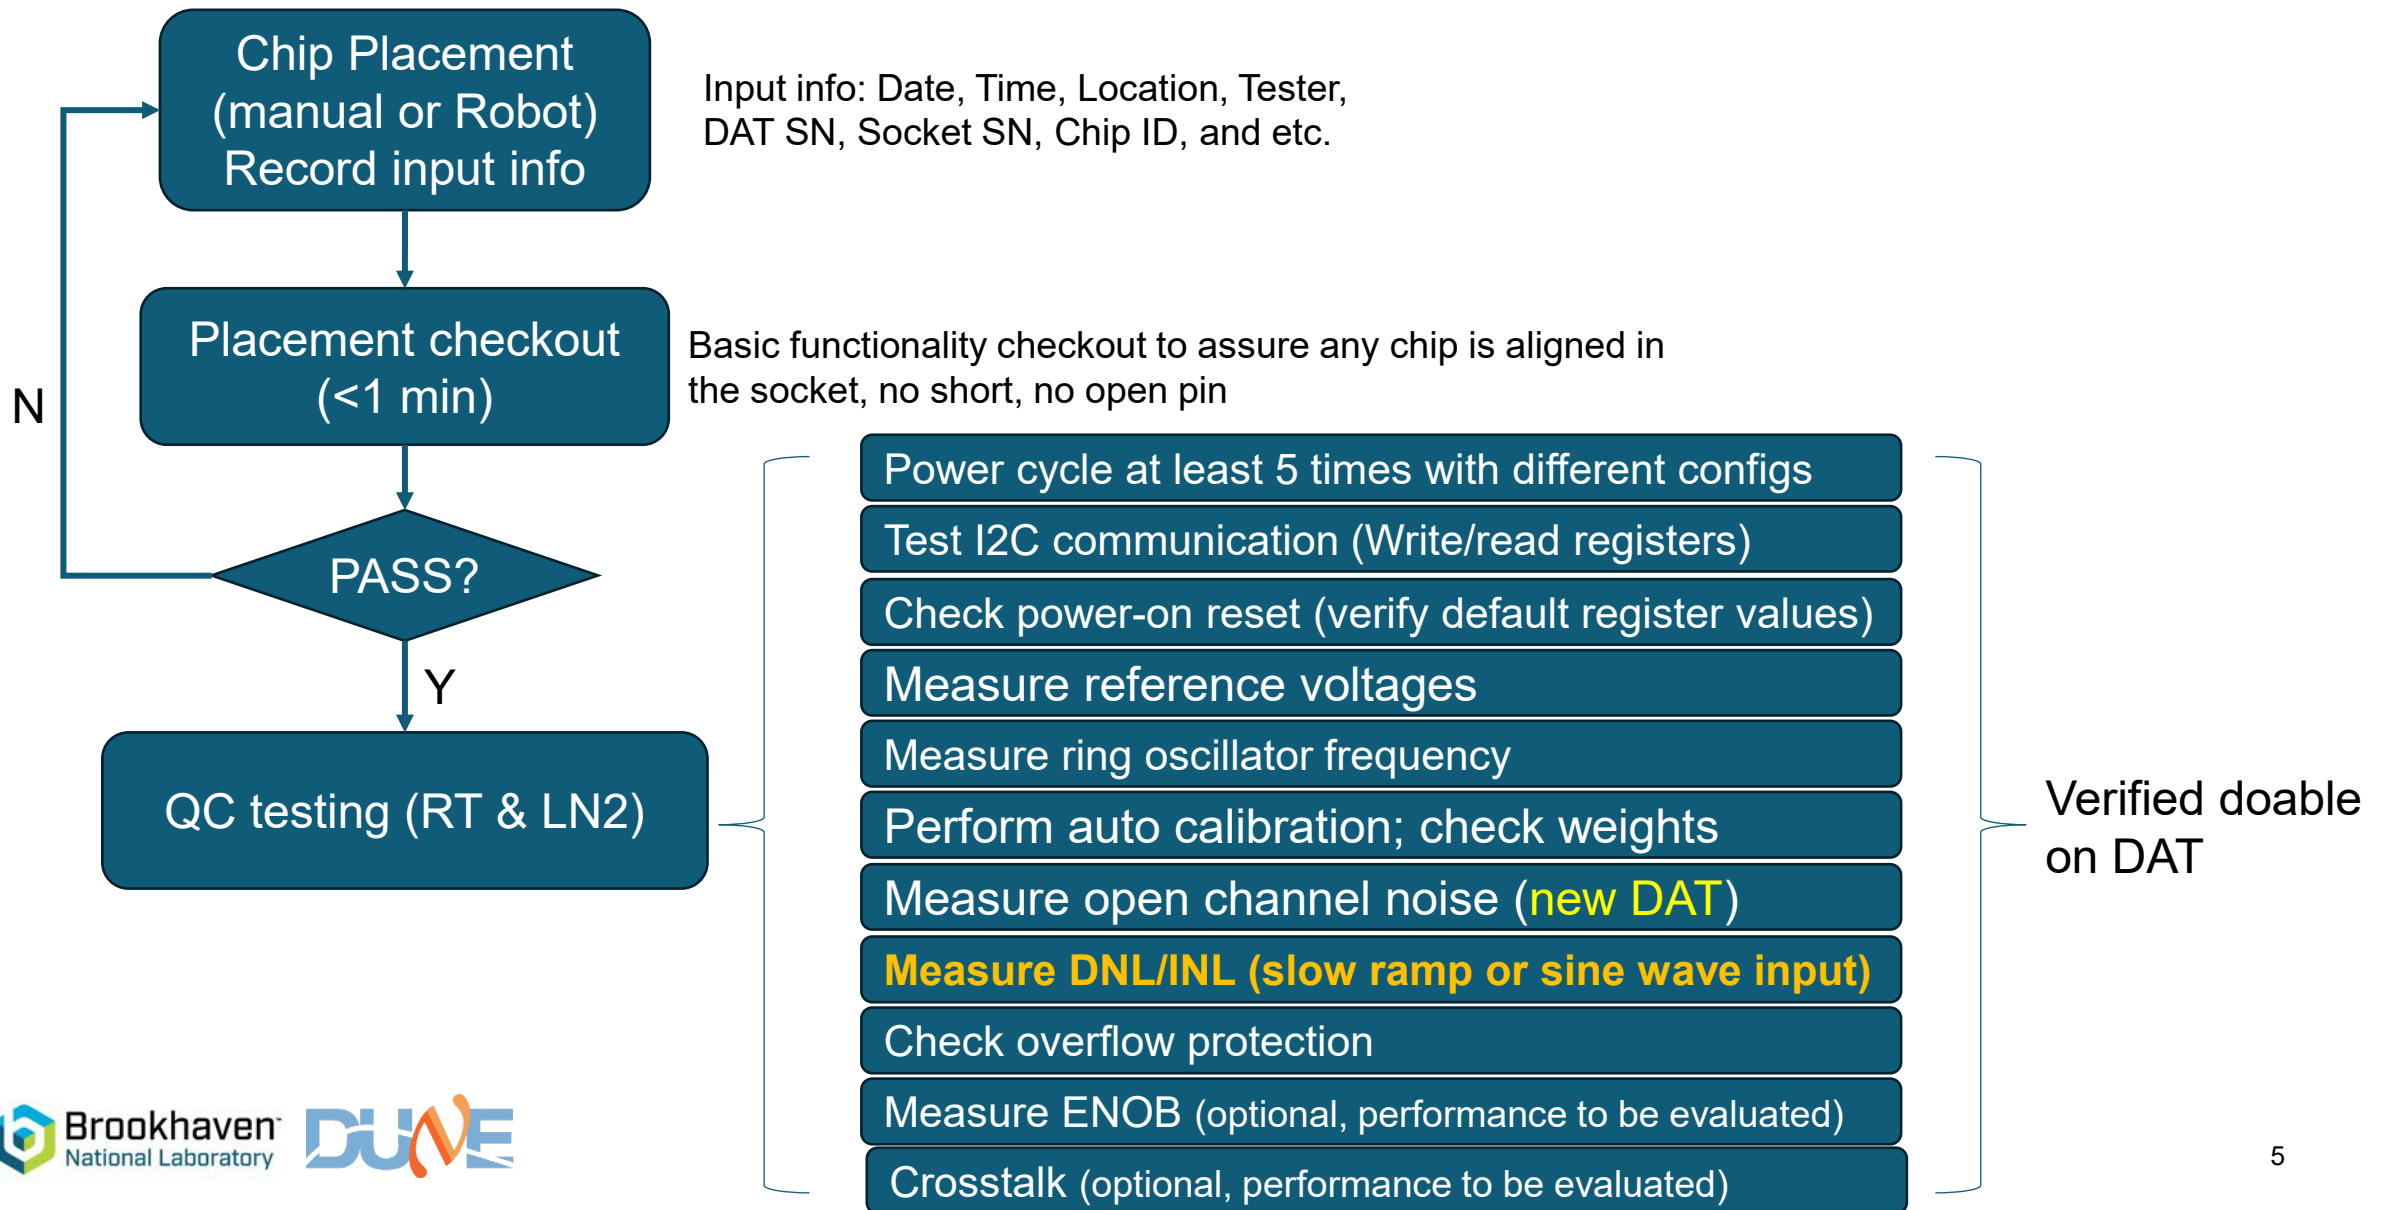 Chip Placement
(manual or Robot)
Record input info
Input info: Date, Time, Location, Tester,
DAT SN, Socket SN, Chip ID, and etc.
Placement checkout
(<1 min)
Basic functionality checkout to assure any chip is aligned in
the socket, no short, no open pin
N
PASS?
Y
QC testing (RT & LN2)
Power cycle at least 5 times with different configs
Test I2C communication (Write/read registers)
Check power-on reset (verify default register values)
Measure reference voltages
Measure ring oscillator frequency
Perform auto calibration; check weights
Measure open channel noise (new DAT)
Measure DNL/INL (slow ramp or sine wave input)
Check overflow protection
Measure ENOB (optional, performance to be evaluated)
Crosstalk (optional, performance to be evaluated)
Verified doable
on DAT
Brookhaven
National Laboratory
DUNE
5